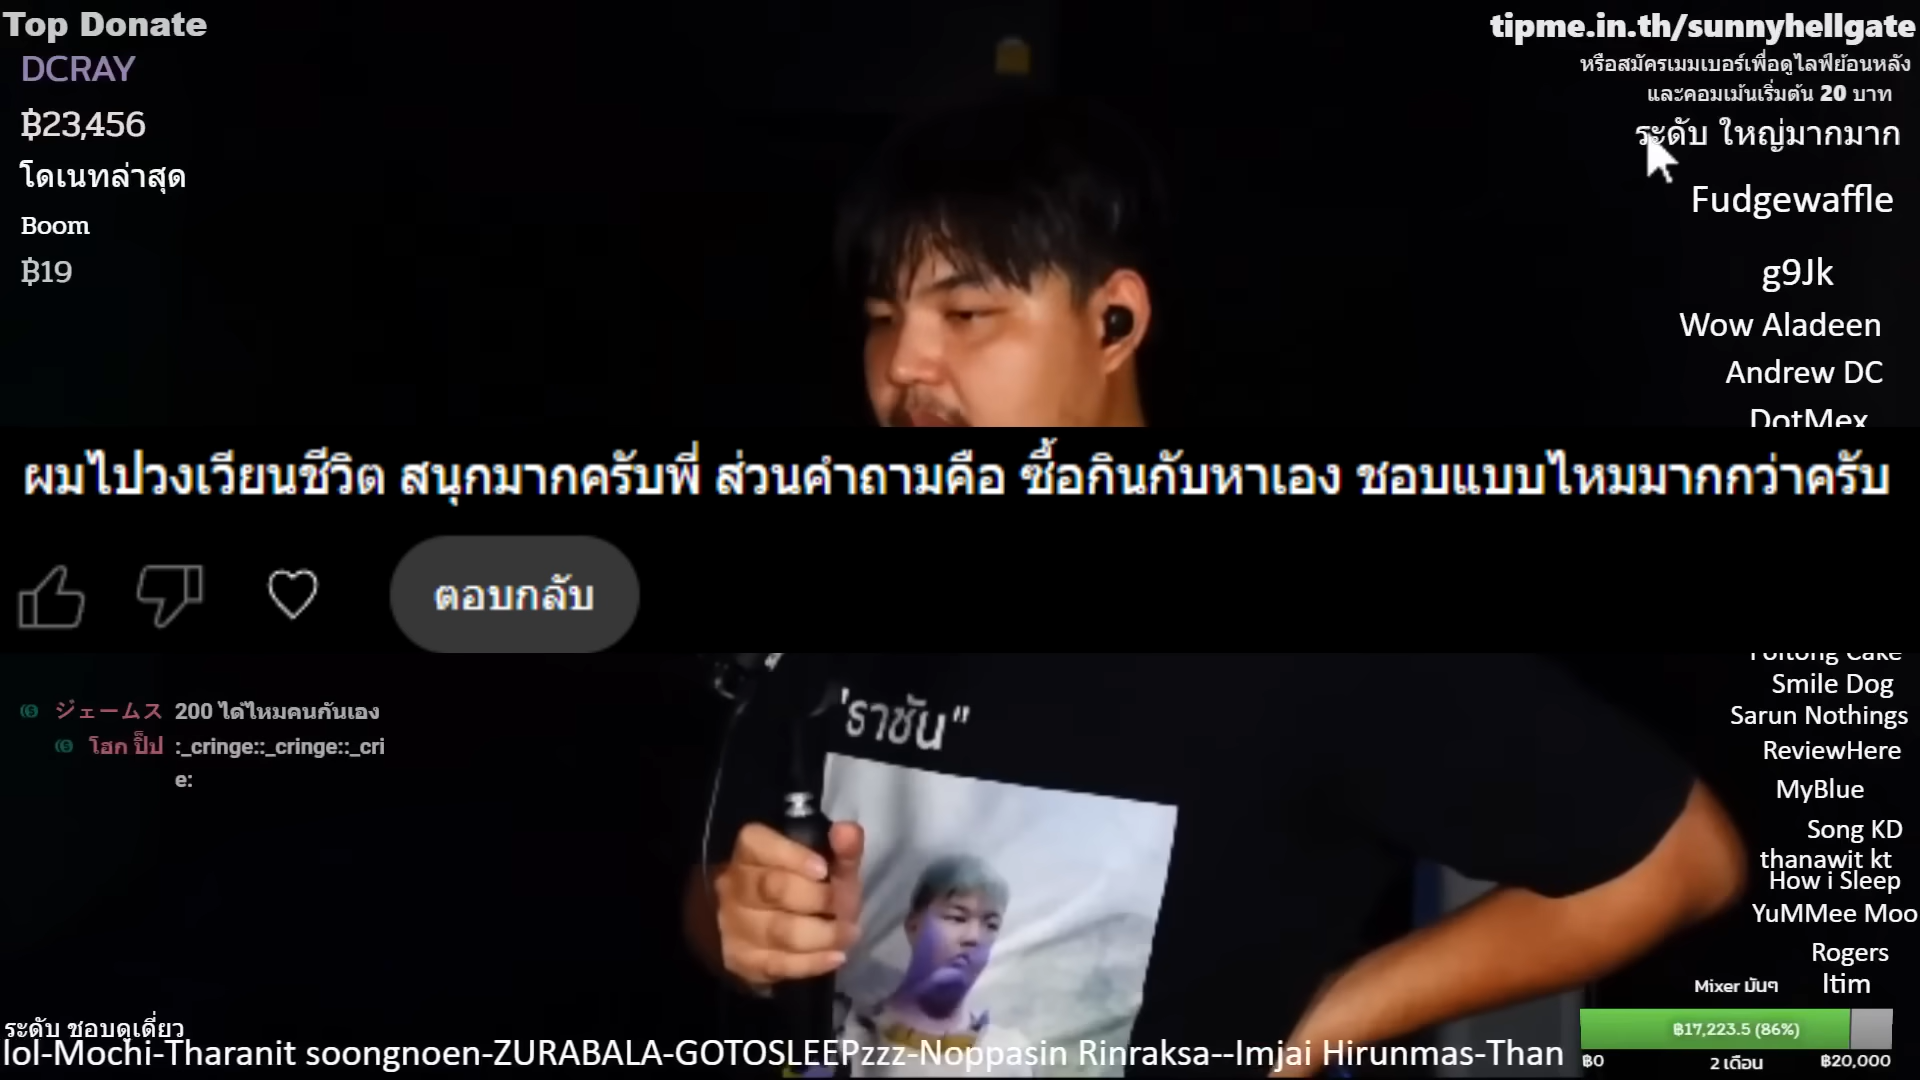 Top Donate
DCRAY
฿23,456
โดเนทล่าสุด
Boom
฿19
tipme.in.th/sunnyhellgate
หรือสมัครเมมเบอร์เพื่อดูไลฟ์ย้อนหลัง
และคอมเม้นเริ่มต้น 20 บาท
ระดับ ใหญ่มากมาก
Fudgewaffle
g9Jk
Wow Aladeen
Andrew DC
DotMex
ผมไปวงเวียนชีวิต สนุกมากครับพี่ ส่วนคำถามคือ ซื้อกินกับหาเอง ชอบแบบไหมมากกว่าครับ
ตอบกลับ
ジェームス 200 ได้ไหมคนกันเอง
โฮก ปิ๊ป :_cringe::_cringe::_cri
e:
'ราชัน"
Cake
Smile Dog
Sarun Nothings
ReviewHere
MyBlue
Song KD
thanawit kt
How i Sleep
YuMMee Moo
Rogers
ltim
Mixer มันๆ
฿17,223.5 (86%)
฿0
2 เดือน
฿20,000
ระดับ ชอบดูเดี่ยว
lol-Mochi-Tharanit soongnoen-ZURABALA-GOTOSLEEPzzz-Noppasin Rinraksa--Imjai Hirunmas-Than